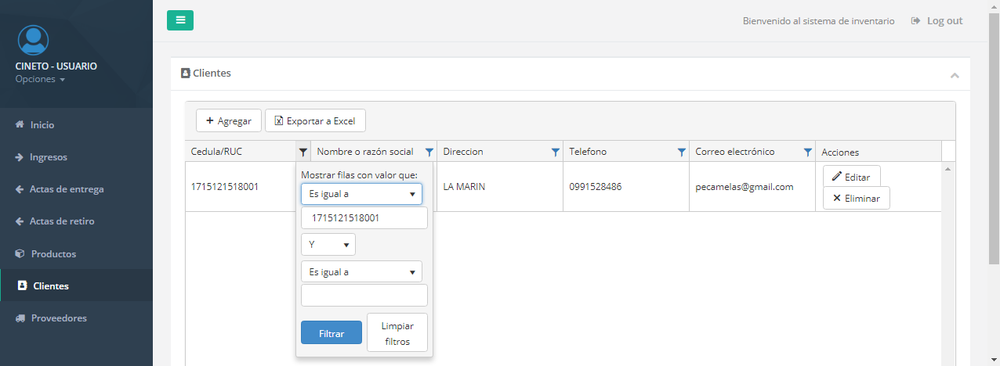 Bienvenido al sistema de inventario
Log out
CINETO - USUARIO
Opciones
Inicio
Ingresos
Actas de entrega
Actas de retiro
Productos
Clientes
Proveedores
Clientes
Agregar
Exportar a Excel
Cedula/RUC
Nombre o razón social
Direccion
Telefono
Correo electrónico
Acciones
1715121518001
LA MARIN
0991528486
pecamelas@gmail.com
Editar
Eliminar
Mostrar filas con valor que:
Es igual a
1715121518001
Y
Es igual a
Filtrar
Limpiar
filtros